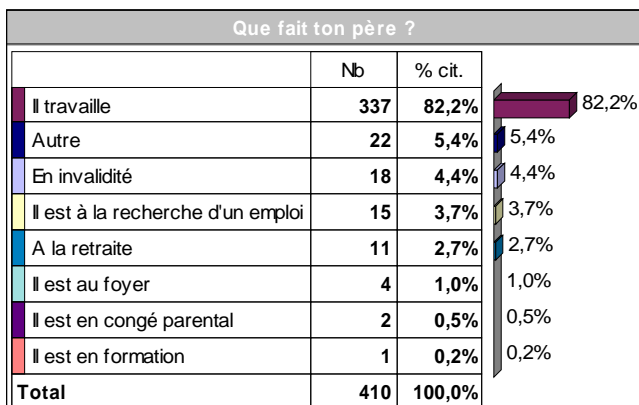 Que fait ton père ?
Nb % cit.
Il travaille 337 82,2% 82,2%
Autre 22 5,4% 5,4%
En invalidité 18 4,4% 4,4%
Il est à la recherche d'un emploi 15 3,7% 3,7%
A la retraite 11 2,7% 2,7%
Il est au foyer 4 1,0% 1,0%
Il est en congé parental 2 0,5% 0,5%
Il est en formation 1 0,2% 0,2%
Total 410 100,0%